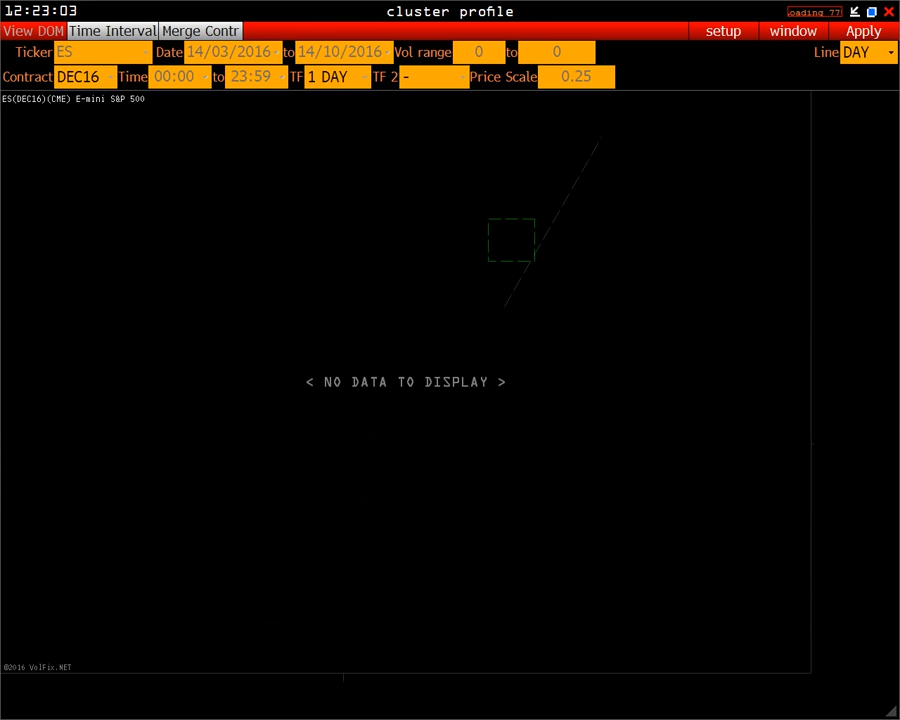 12:23:03 cluster profile oading 77
View DOM Time Interval Merge Contr setup window Apply
Ticker ES Date 14/03/2016 to 14/10/2016 Vol range 0 to 0 Line DAY
Contract DEC16 Time 00:00 to 23:59 TF 1 DAY TF 2 - Price Scale 0.25
ES(DEC16)(CME) E-mini S&P 500
< NO DATA TO DISPLAY >
©2016 VolFix.NET